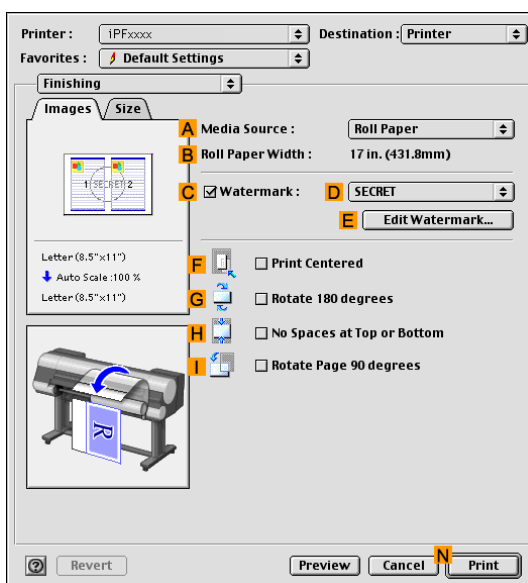 Printer : iPFxxxx Destination : Printer
Favorites : Default Settings
Finishing
Images Size
A Media Source : Roll Paper
B Roll Paper Width : 17 in. (431.8mm)
C Watermark : D SECRET
E Edit Watermark...
1 SECRET 2
Letter (8.5"x11")
Auto Scale :100 %
Letter (8.5"x11")
F Print Centered
G Rotate 180 degrees
H No Spaces at Top or Bottom
I Rotate Page 90 degrees
R
N
? Revert Preview Cancel Print